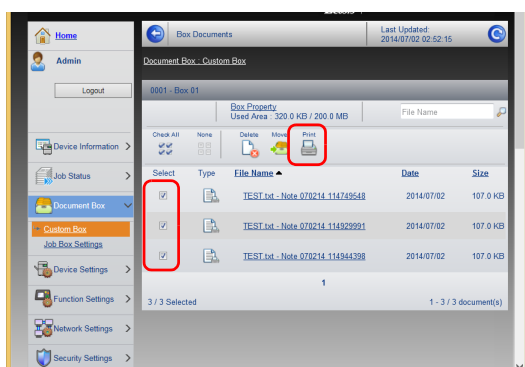 Home
Admin
Logout
Device Information
Job Status
Document Box
Custom Box
Job Box Settings
Device Settings
Function Settings
Network Settings
Security Settings
Box Documents
Last Updated:
2014/07/02 02:52:15
Document Box : Custom Box
0001 - Box 01
Box Property
Used Area : 320.0 KB / 200.0 MB
File Name
Check All None Delete Move Print
Select Type File Name Date Size
TEST.txt - Note 070214 114749548 2014/07/02 107.0 KB
TEST.txt - Note 070214 114929991 2014/07/02 107.0 KB
TEST.txt - Note 070214 114944398 2014/07/02 107.0 KB
1
3 / 3 Selected 1 - 3 / 3 document(s)